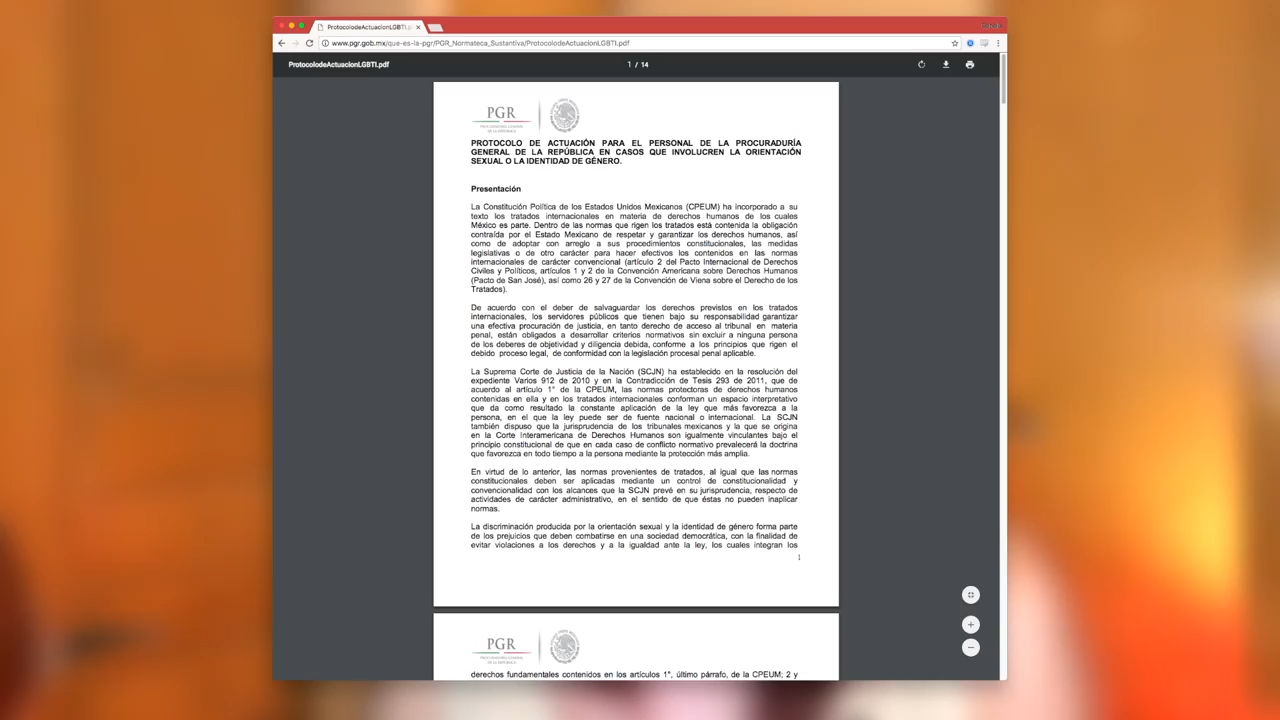 ProtocolodeActuacionLGBTI.p
www.pgr.gob.mx/que-es-la-pgr/PGR_Normateca_Sustantiva/ProtocolodeActuacionLGBTI.pdf
ProtocolodeActuacionLGBTI.pdf
1 / 14
PGR
PROCURADURÍA GENERAL
DE LA REPÚBLICA
PROTOCOLO DE ACTUACIÓN PARA EL PERSONAL DE LA PROCURADURÍA
GENERAL DE LA REPÚBLICA EN CASOS QUE INVOLUCREN LA ORIENTACIÓN
SEXUAL O LA IDENTIDAD DE GÉNERO.
Presentación
La Constitución Política de los Estados Unidos Mexicanos (CPEUM) ha incorporado a su
texto los tratados internacionales en materia de derechos humanos de los cuales
México es parte. Dentro de las normas que rigen los tratados está contenida la obligación
contraída por el Estado Mexicano de respetar y garantizar los derechos humanos, así
como de adoptar con arreglo a sus procedimientos constitucionales, las medidas
legislativas o de otro carácter para hacer efectivos los contenidos en las normas
internacionales de carácter convencional (artículo 2 del Pacto Internacional de Derechos
Civiles y Políticos, artículos 1 y 2 de la Convención Americana sobre Derechos Humanos
(Pacto de San José), así como 26 y 27 de la Convención de Viena sobre el Derecho de los
Tratados).
De acuerdo con el deber de salvaguardar los derechos previstos en los tratados
internacionales, los servidores públicos que tienen bajo su responsabilidad garantizar
una efectiva procuración de justicia, en tanto derecho de acceso al tribunal en materia
penal, están obligados a desarrollar criterios normativos sin excluir a ninguna persona
de los deberes de objetividad y diligencia debida, conforme a los principios que rigen el
debido proceso legal, de conformidad con la legislación procesal penal aplicable.
La Suprema Corte de Justicia de la Nación (SCJN) ha establecido en la resolución del
expediente Varios 912 de 2010 y en la Contradicción de Tesis 293 de 2011, que de
acuerdo al artículo 1° de la CPEUM, las normas protectoras de derechos humanos
contenidas en ella y en los tratados internacionales conforman un espacio interpretativo
que da como resultado la constante aplicación de la ley que más favorezca a la
persona, en el que la ley puede ser de fuente nacional o internacional. La SCJN
también dispuso que la jurisprudencia de los tribunales mexicanos y la que se origina
en la Corte Interamericana de Derechos Humanos son igualmente vinculantes bajo el
principio constitucional de que en cada caso de conflicto normativo prevalecerá la doctrina
que favorezca en todo tiempo a la persona mediante la protección más amplia.
En virtud de lo anterior, las normas provenientes de tratados, al igual que las normas
constitucionales deben ser aplicadas mediante un control de constitucionalidad y
convencionalidad con los alcances que la SCJN prevé en su jurisprudencia, respecto de
actividades de carácter administrativo, en el sentido de que éstas no pueden inaplicar
normas.
La discriminación producida por la orientación sexual y la identidad de género forma parte
de los prejuicios que deben combatirse en una sociedad democrática, con la finalidad de
evitar violaciones a los derechos y a la igualdad ante la ley, los cuales integran los
1
PGR
PROCURADURÍA GENERAL
DE LA REPÚBLICA
derechos fundamentales contenidos en los artículos 1°, último párrafo, de la CPEUM; 2 y